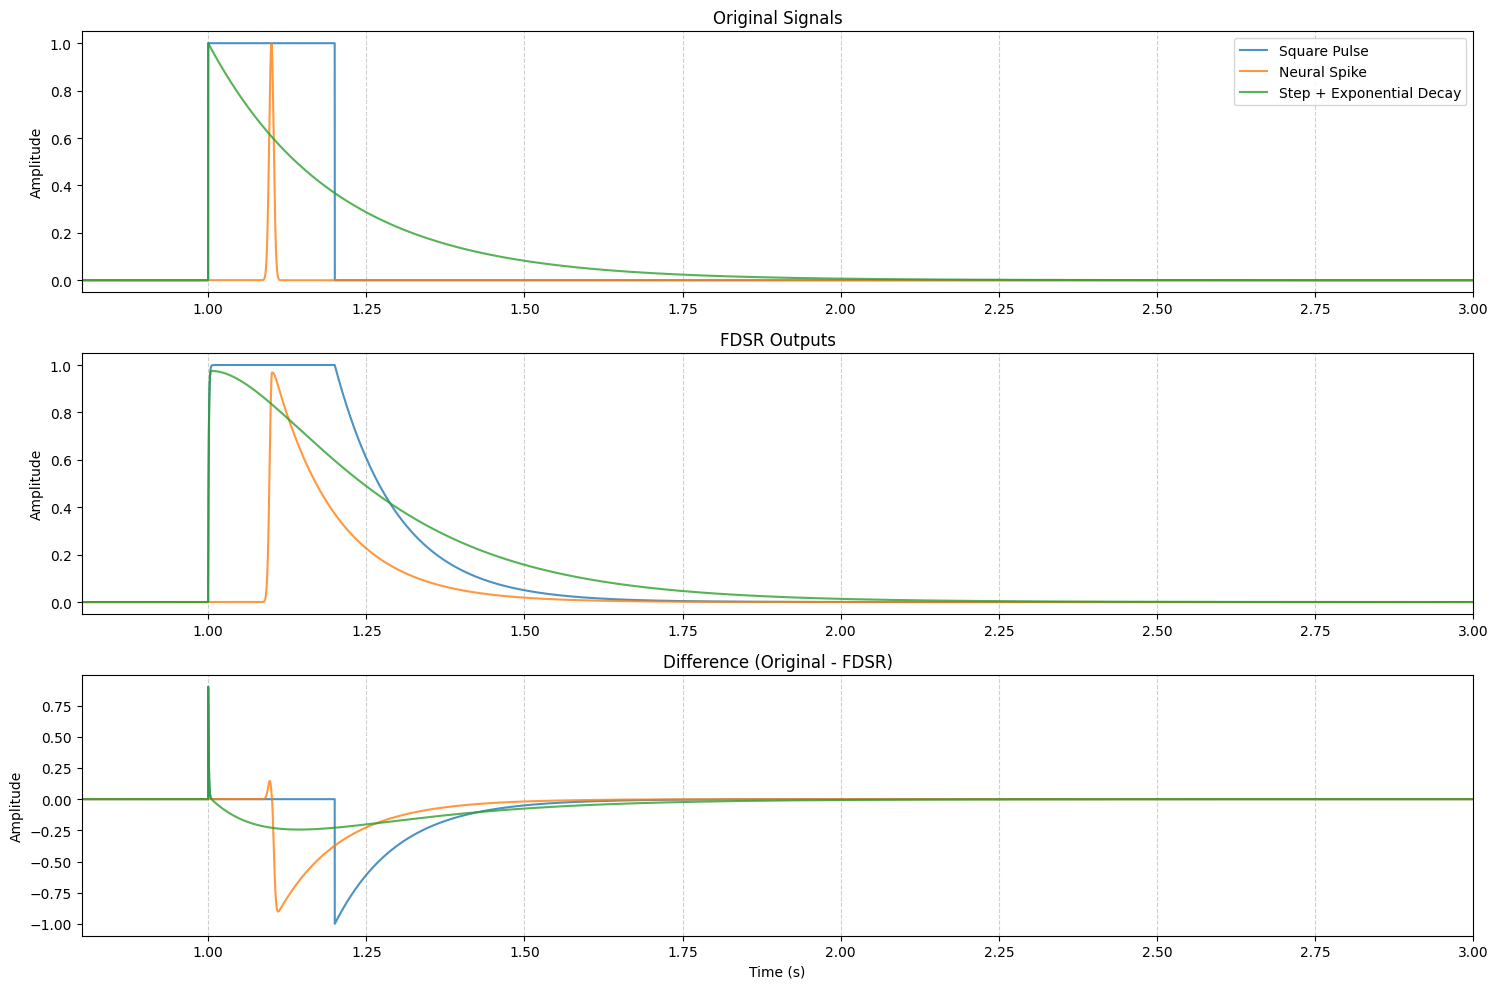 Original Signals
Amplitude
1.0
0.8
0.6
0.4
0.2
0.0
Square Pulse
Neural Spike
Step + Exponential Decay
1.00 1.25 1.50 1.75 2.00 2.25 2.50 2.75 3.00
FDSR Outputs
Amplitude
1.0
0.8
0.6
0.4
0.2
0.0
1.00 1.25 1.50 1.75 2.00 2.25 2.50 2.75 3.00
Difference (Original - FDSR)
Amplitude
0.75
0.50
0.25
0.00
−0.25
−0.50
−0.75
−1.00
1.00 1.25 1.50 1.75 2.00 2.25 2.50 2.75 3.00
Time (s)